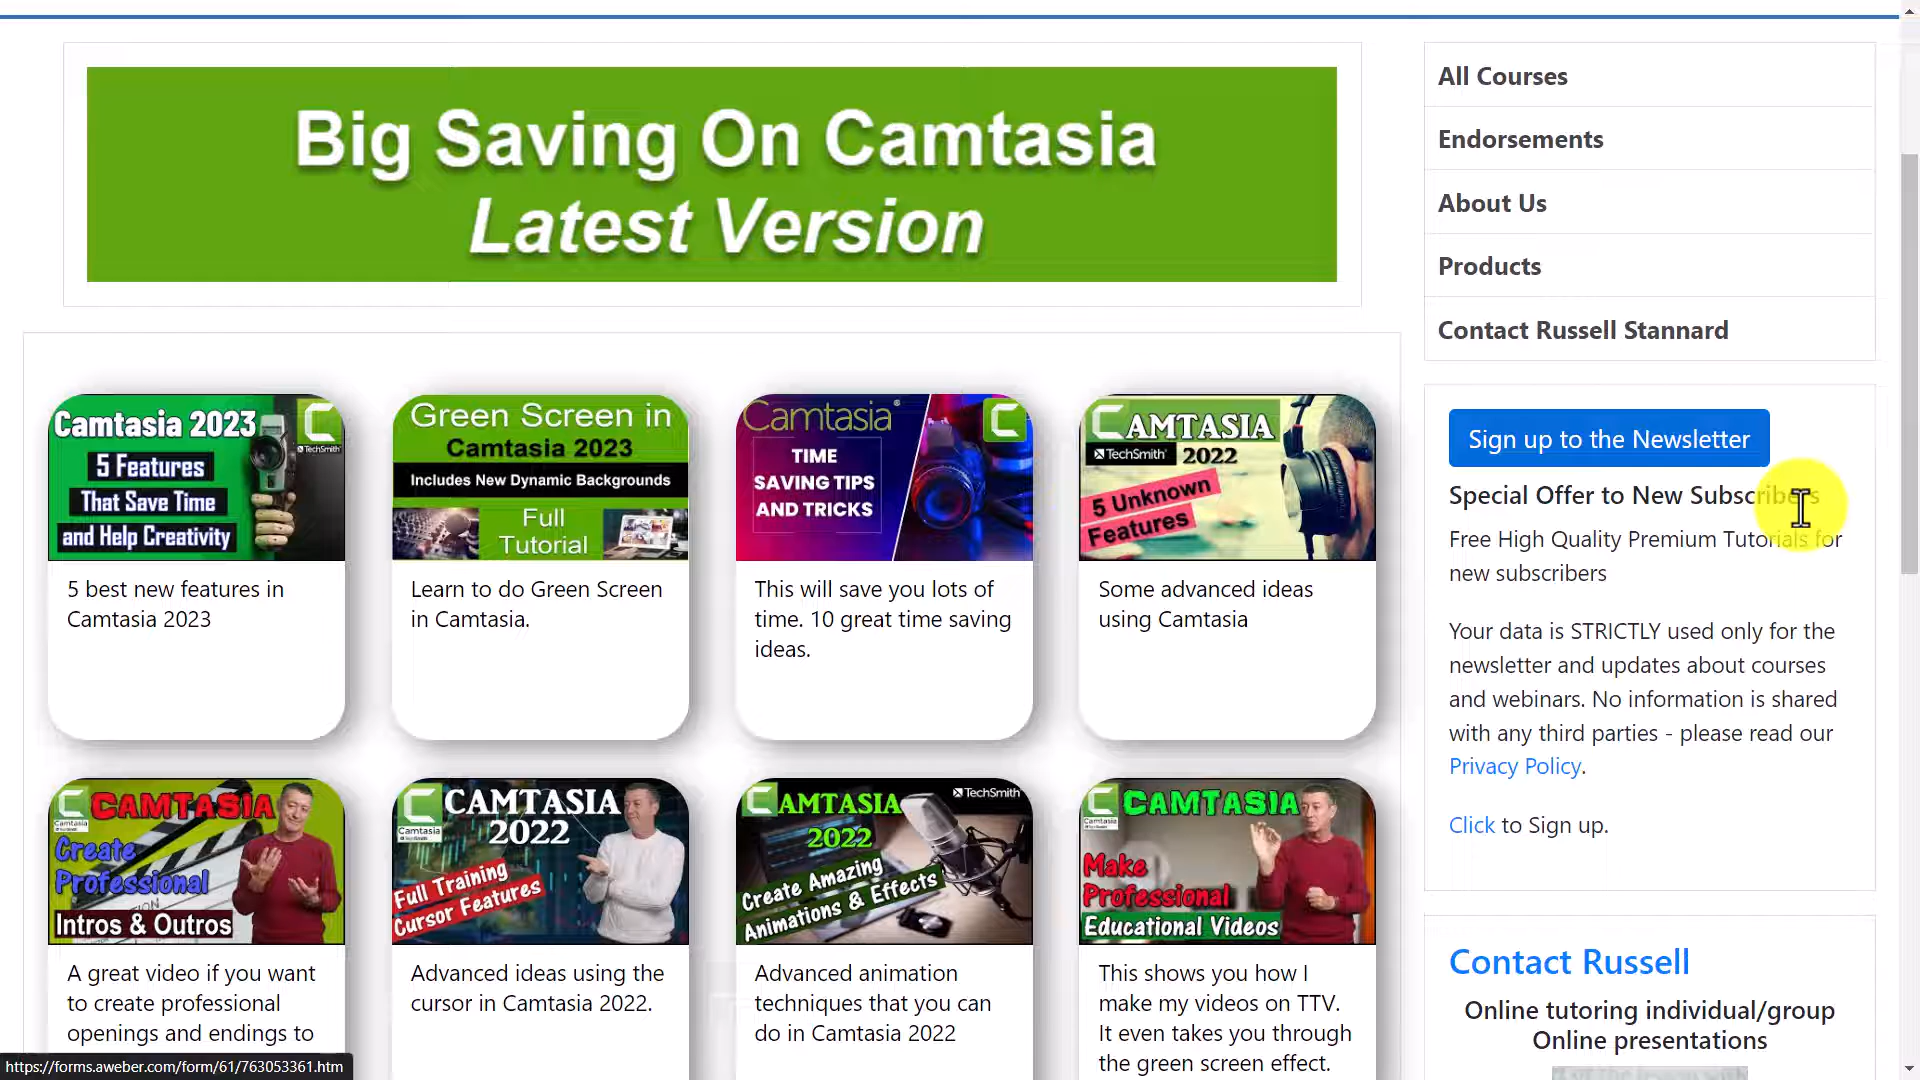 Big Saving On Camtasia
Latest Version
All Courses
Endorsements
About Us
Products
Contact Russell Stannard
Sign up to the Newsletter
Special Offer to New Subscribers
Free High Quality Premium Tutorials for
new subscribers
Your data is STRICTLY used only for the
newsletter and updates about courses
and webinars. No information is shared
with any third parties - please read our
Privacy Policy.
Click to Sign up.
Contact Russell
Online tutoring individual/group
Online presentations
Camtasia 2023
TechSmith
5 Features
That Save Time
and Help Creativity
5 best new features in
Camtasia 2023
Green Screen in
Camtasia 2023
Includes New Dynamic Backgrounds
Full
Tutorial
Learn to do Green Screen
in Camtasia.
Camtasia®
TIME
SAVING TIPS
AND TRICKS
This will save you lots of
time. 10 great time saving
ideas.
CAMTASIA
TechSmith 2022
5 Unknown
Features
Some advanced ideas
using Camtasia
CAMTASIA
Camtasia
Create
Professional
Intros & Outros
A great video if you want
to create professional
openings and endings to
CAMTASIA
2022
Camtasia
Full Training
Cursor Features
Advanced ideas using the
cursor in Camtasia 2022.
CAMTASIA
TechSmith
2022
Create Amazing
Animations & Effects
Advanced animation
techniques that you can
do in Camtasia 2022
CAMTASIA
Camtasia
Make
Professional
Educational Videos
This shows you how I
make my videos on TTV.
It even takes you through
the green screen effect.
https://forms.aweber.com/form/61/763053361.htm